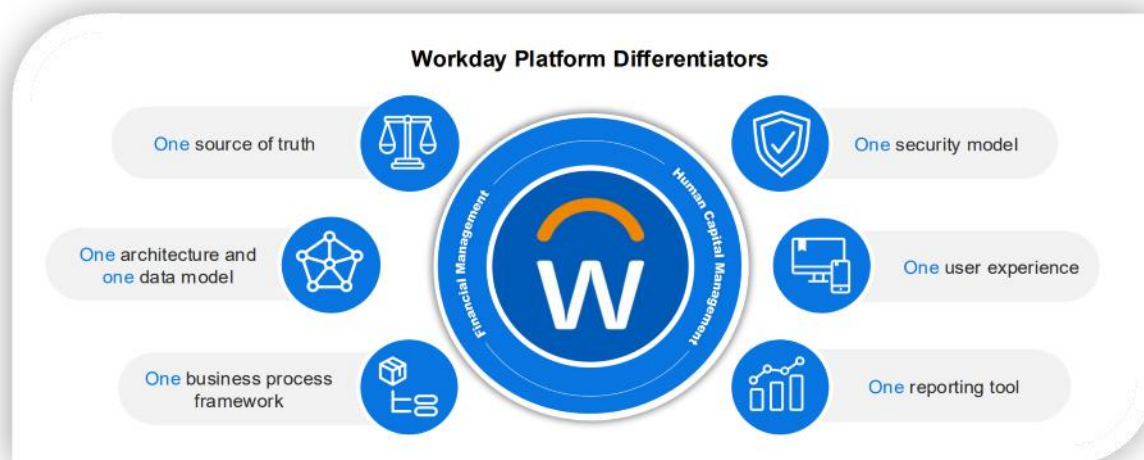 Workday Platform Differentiators
One source of truth
One architecture and
one data model
One business process
framework
Financial Management
W
Human Capital Management
One security model
One user experience
One reporting tool